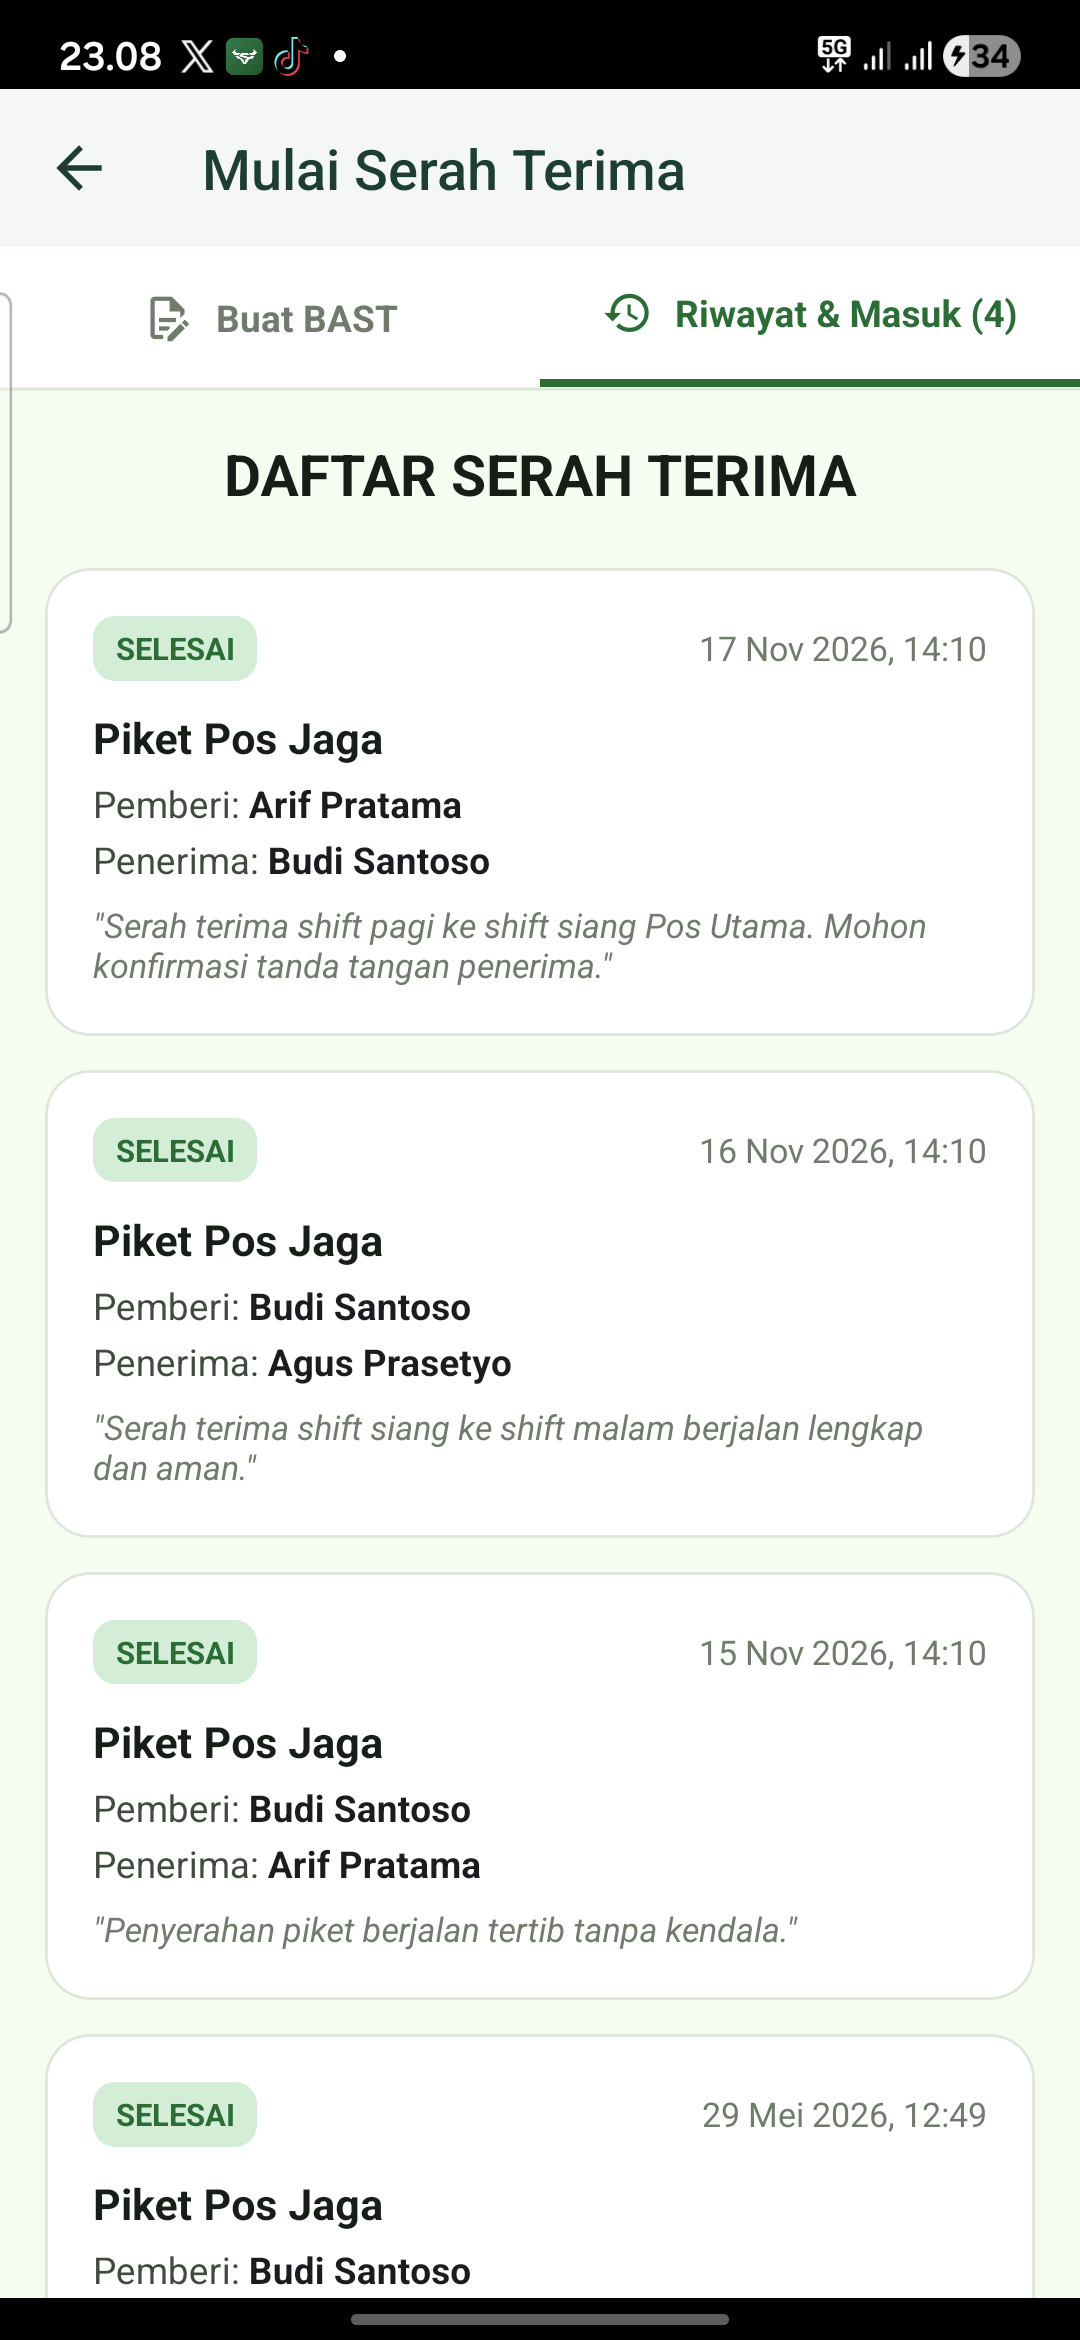 23.08
5G
34
Mulai Serah Terima
Buat BAST
Riwayat & Masuk (4)
DAFTAR SERAH TERIMA
SELESAI
17 Nov 2026, 14:10
Piket Pos Jaga
Pemberi: Arif Pratama
Penerima: Budi Santoso
"Serah terima shift pagi ke shift siang Pos Utama. Mohon
konfirmasi tanda tangan penerima."
SELESAI
16 Nov 2026, 14:10
Piket Pos Jaga
Pemberi: Budi Santoso
Penerima: Agus Prasetyo
"Serah terima shift siang ke shift malam berjalan lengkap
dan aman."
SELESAI
15 Nov 2026, 14:10
Piket Pos Jaga
Pemberi: Budi Santoso
Penerima: Arif Pratama
"Penyerahan piket berjalan tertib tanpa kendala."
SELESAI
29 Mei 2026, 12:49
Piket Pos Jaga
Pemberi: Budi Santoso